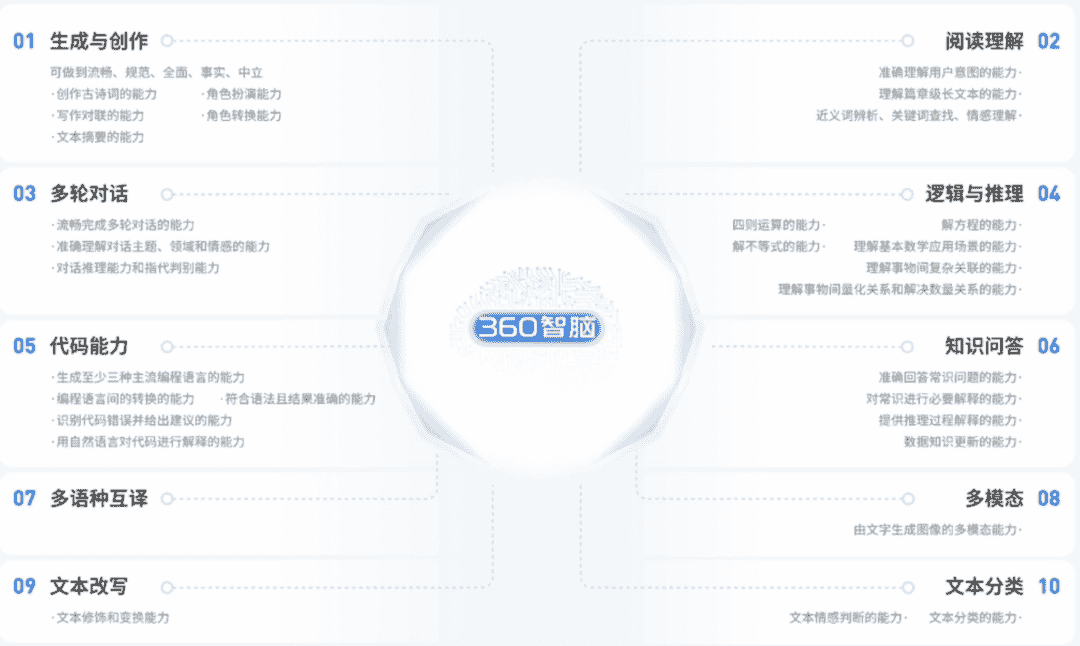 01 生成与创作
可做到流畅、规范、全面、事实、中立
·创作古诗词的能力 ·角色扮演能力
·写作对联的能力 ·角色转换能力
·文本摘要的能力
阅读理解 02
准确理解用户意图的能力·
理解篇章级长文本的能力·
近义词辨析、关键词查找、情感理解·
03 多轮对话
·流畅完成多轮对话的能力
·准确理解对话主题、领域和情感的能力
·对话推理能力和指代判别能力
逻辑与推理 04
四则运算的能力· 解方程的能力·
解不等式的能力· 理解基本数学应用场景的能力·
理解事物间复杂关联的能力·
理解事物间量化关系和解决数量关系的能力·
360智脑
05 代码能力
·生成至少三种主流编程语言的能力
·编程语言间的转换的能力 ·符合语法且结果准确的能力
·识别代码错误并给出建议的能力
·用自然语言对代码进行解释的能力
知识问答 06
准确回答常识问题的能力·
对常识进行必要解释的能力·
提供推理过程解释的能力·
数据知识更新的能力·
07 多语种互译
多模态 08
由文字生成图像的多模态能力·
09 文本改写
·文本修饰和变换能力
文本分类 10
文本情感判断的能力· 文本分类的能力·